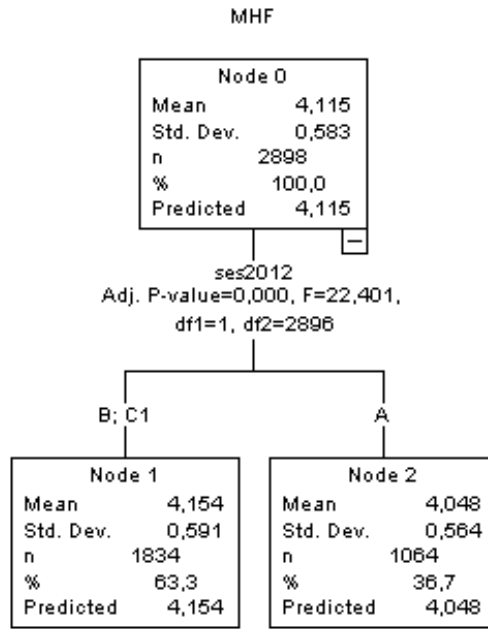 MHF
Node 0
Mean 4,115
Std. Dev. 0,583
n 2898
% 100,0
Predicted 4,115
ses2012
Adj. P-value=0,000, F=22,401,
df1=1, df2=2896
B; C1
A
Node 1
Mean 4,154
Std. Dev. 0,591
n 1834
% 63,3
Predicted 4,154
Node 2
Mean 4,048
Std. Dev. 0,564
n 1064
% 36,7
Predicted 4,048